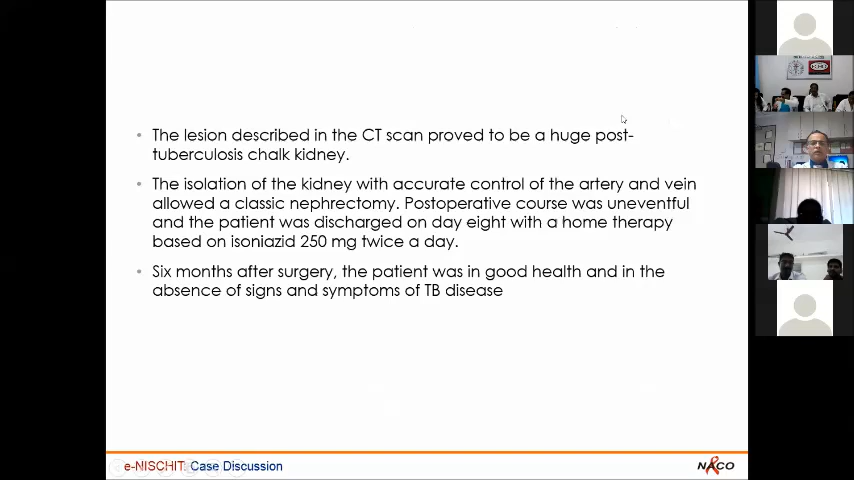 • The lesion described in the CT scan proved to be a huge post-
tuberculosis chalk kidney.
• The isolation of the kidney with accurate control of the artery and vein
allowed a classic nephrectomy. Postoperative course was uneventful
and the patient was discharged on day eight with a home therapy
based on isoniazid 250 mg twice a day.
• Six months after surgery, the patient was in good health and in the
absence of signs and symptoms of TB disease
e-NISCHIT: Case Discussion
NACO
ECHO